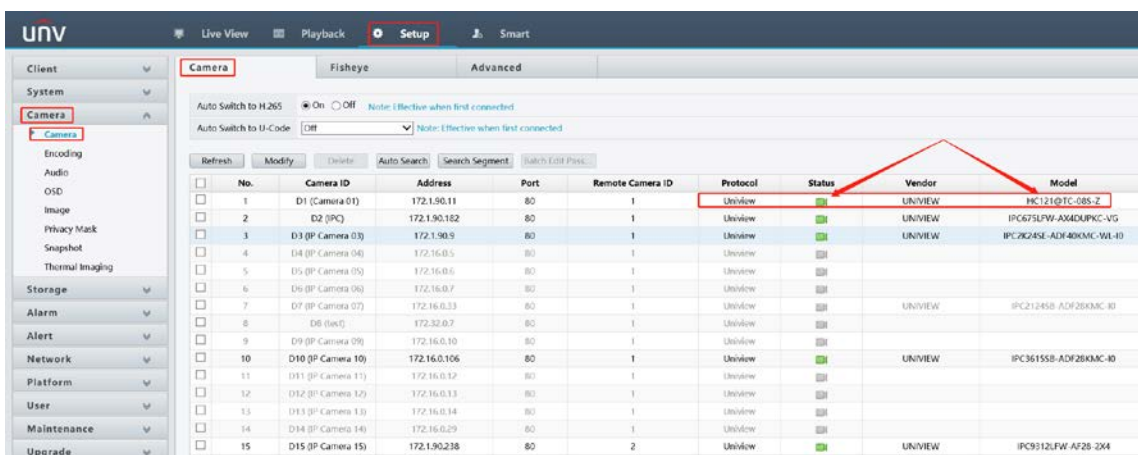 unv
Live View Playback Setup Smart
Client
System
Camera
Camera
Encoding
Audio
OSD
Image
Privacy Mask
Snapshot
Thermal Imaging
Storage
Alarm
Alert
Network
Platform
User
Maintenance
Upgrade
Camera Fisheye Advanced
Auto Switch to H.265 On Off Note: Effective when first connected
Auto Switch to U-Code Off Note: Effective when first connected
Refresh Modify Delete Auto Search Search Segment Batch Edit Pass...
No. Camera ID Address Port Remote Camera ID Protocol Status Vendor Model
1 D1 (Camera 01) 172.1.90.11 80 1 Uniview UNIVIEW HC121@TC-08S-Z
2 D2 (IPC) 172.1.90.182 80 1 Uniview UNIVIEW IPC675LFW-AX4DUPKC-VG
3 D3 (IP Camera 03) 172.1.90.9 80 1 Uniview UNIVIEW IPC2K24SE-ADF40KMC-WL-I0
4 D4 (IP Camera 04) 172.16.0.5 80 1 Uniview
5 D5 (IP Camera 05) 172.16.0.6 80 1 Uniview
6 D6 (IP Camera 06) 172.16.0.7 80 1 Uniview
7 D7 (IP Camera 07) 172.16.0.33 80 1 Uniview UNIVIEW IPC2124SB-ADF28KMC-I0
8 D8 (test) 172.32.0.7 80 1 Uniview
9 D9 (IP Camera 09) 172.16.0.10 80 1 Uniview
10 D10 (IP Camera 10) 172.16.0.106 80 1 Uniview UNIVIEW IPC3615SB-ADF28KMC-I0
11 D11 (IP Camera 11) 172.16.0.12 80 1 Uniview
12 D12 (IP Camera 12) 172.16.0.13 80 1 Uniview
13 D13 (IP Camera 13) 172.16.0.14 80 1 Uniview
14 D14 (IP Camera 14) 172.16.0.29 80 1 Uniview
15 D15 (IP Camera 15) 172.1.90.238 80 2 Uniview UNIVIEW IPC9312LFW-AF28-2X4